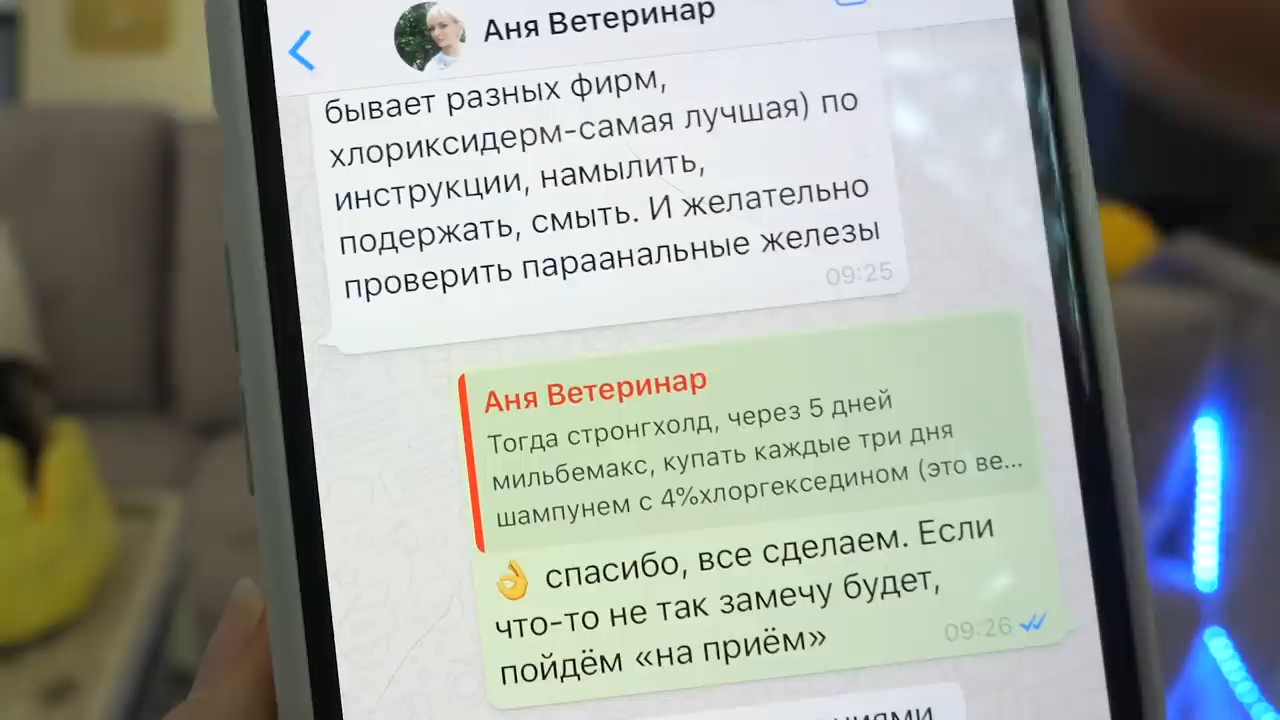 Аня Ветеринар
бывает разных фирм,
хлориксидерм-самая лучшая) по
инструкции, намылить,
подержать, смыть. И желательно
проверить параанальные железы
09:25
Аня Ветеринар
Тогда стронгхолд, через 5 дней
мильбемакс, купать каждые три дня
шампунем с 4%хлоргекседином (это ве...
👌 спасибо, все сделаем. Если
что-то не так замечу будет,
пойдём «на приём»
09:26